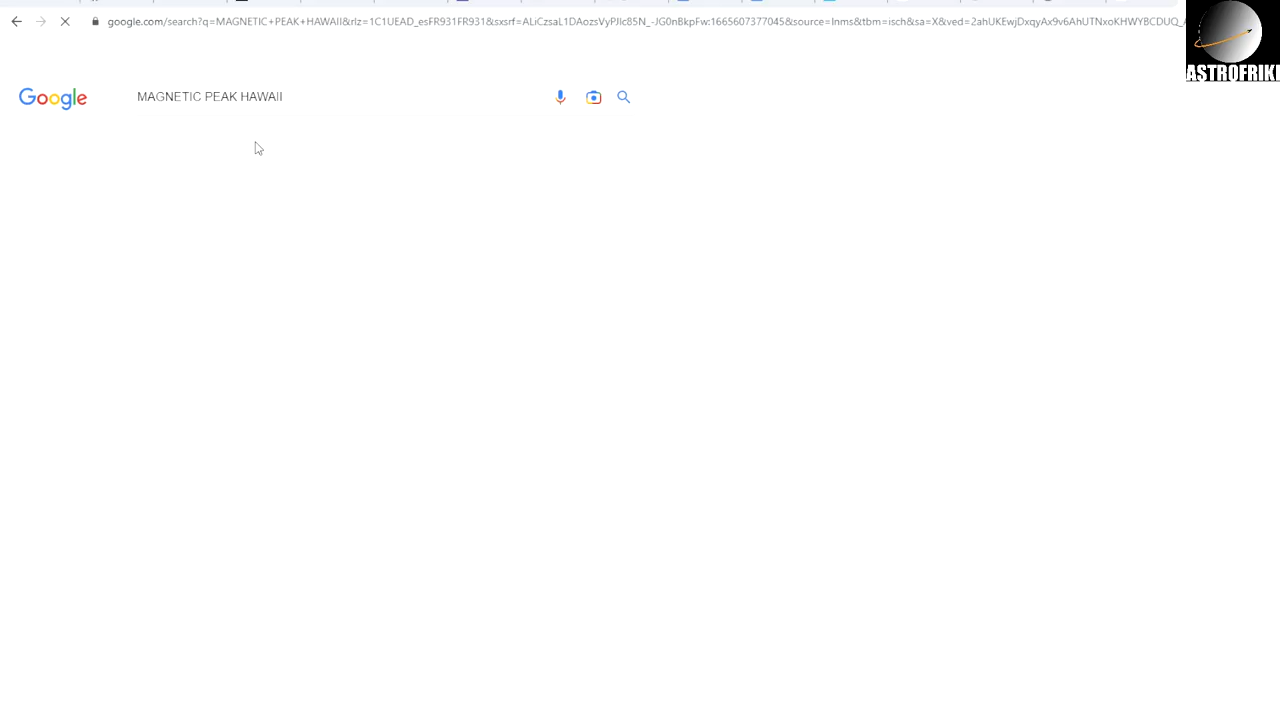 google.com/search?q=MAGNETIC+PEAK+HAWAII&rlz=1C1UEAD_esFR931FR931&sxsrf=ALiCzsaL1DAozsVyPJIc85N_-JG0nBkpFw:1665607377045&source=lnms&tbm=isch&sa=X&ved=2ahUKEwjDxqyAx9v6AhUTNxoKHWYBCDUQ_A
ASTROFRIKI
Google MAGNETIC PEAK HAWAII